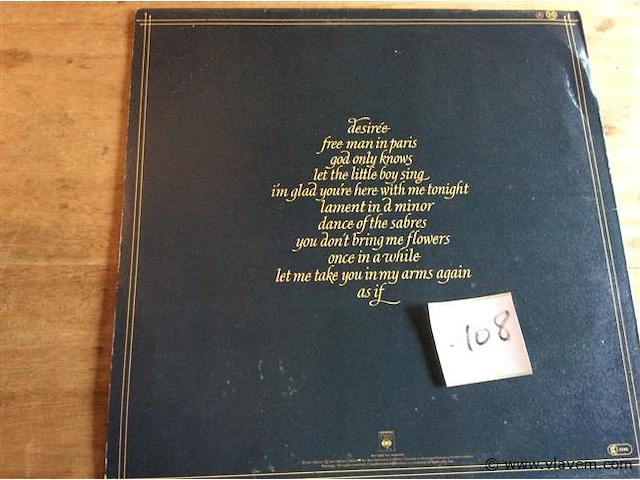 desirée
free man in paris
god only knows
let the little boy sing
i'm glad you're here with me tonight
lament in d minor
dance of the sabres
you don't bring me flowers
once in a while
let me take you in my arms again
as if
108
© www.vlavem.com